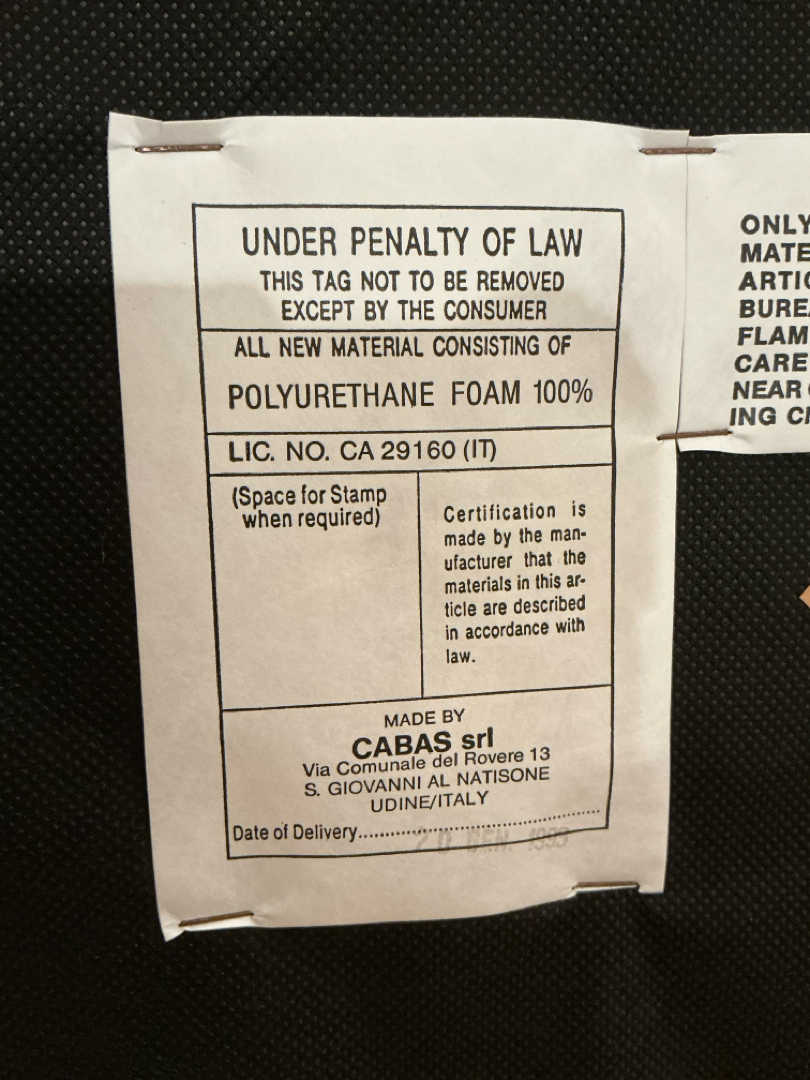 UNDER PENALTY OF LAW
THIS TAG NOT TO BE REMOVED
EXCEPT BY THE CONSUMER
ALL NEW MATERIAL CONSISTING OF
POLYURETHANE FOAM 100%
LIC. NO. CA 29160 (IT)
(Space for Stamp
when required)
Certification is
made by the man-
ufacturer that the
materials in this ar-
ticle are described
in accordance with
law.
MADE BY
CABAS srl
Via Comunale del Rovere 13
S. GIOVANNI AL NATISONE
UDINE/ITALY
Date of Delivery
GEN.
ONLY
MATE
ARTIC
BUREA
FLAM
CARE
NEAR
ING